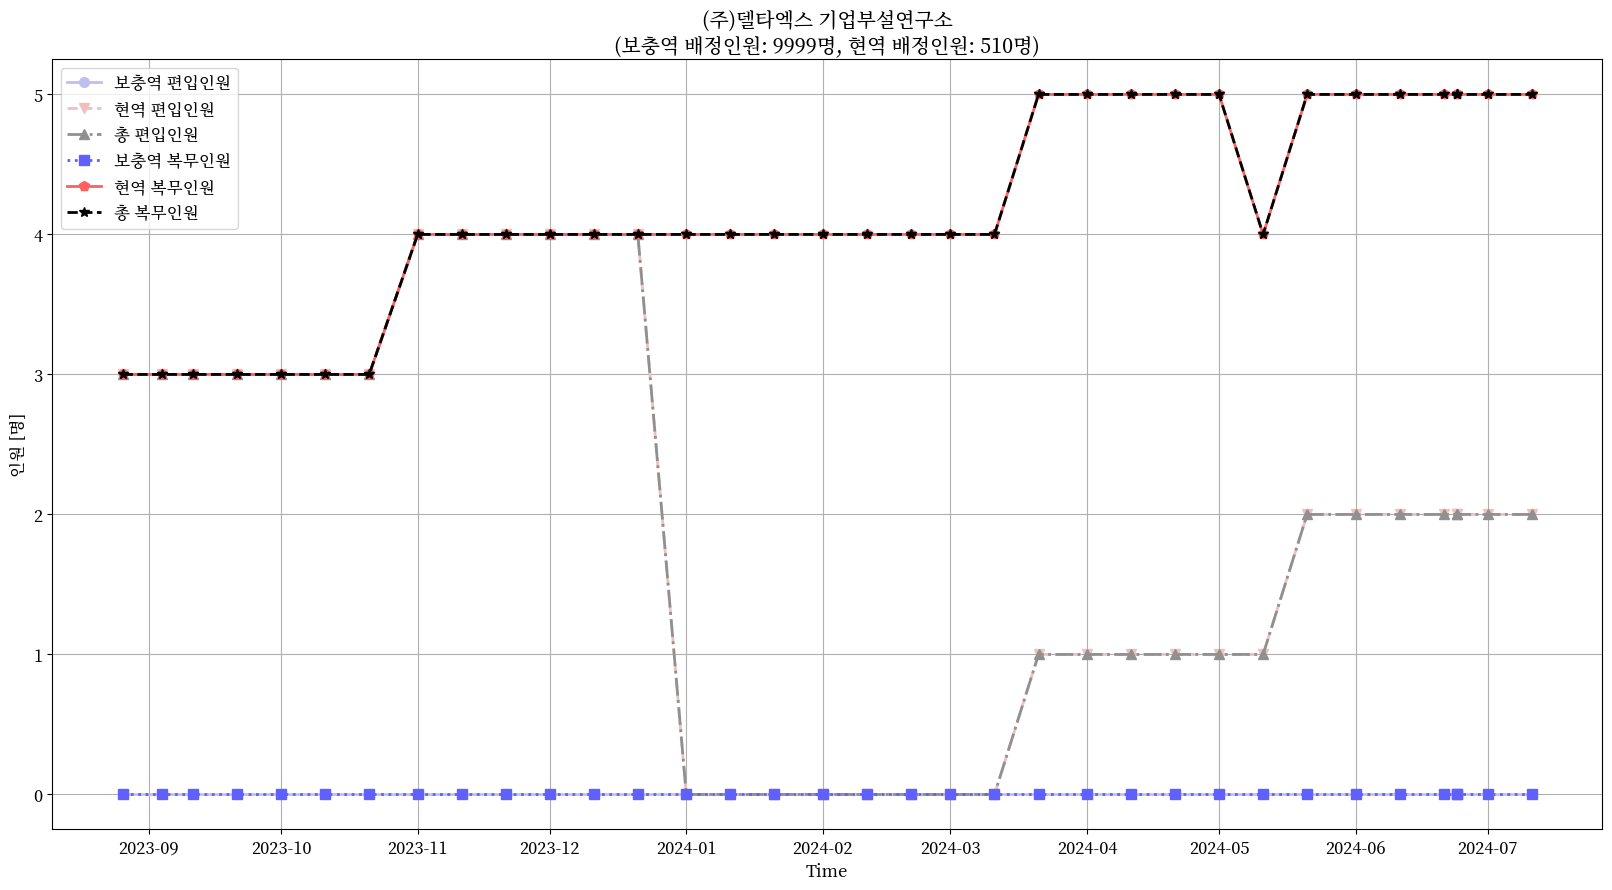 (주)델타엑스 기업부설연구소
(보충역 배정인원: 9999명, 현역 배정인원: 510명)
보충역 편입인원
현역 편입인원
총 편입인원
보충역 복무인원
현역 복무인원
총 복무인원
인원 [명]
5
4
3
2
1
0
2023-09 2023-10 2023-11 2023-12 2024-01 2024-02 2024-03 2024-04 2024-05 2024-06 2024-07
Time